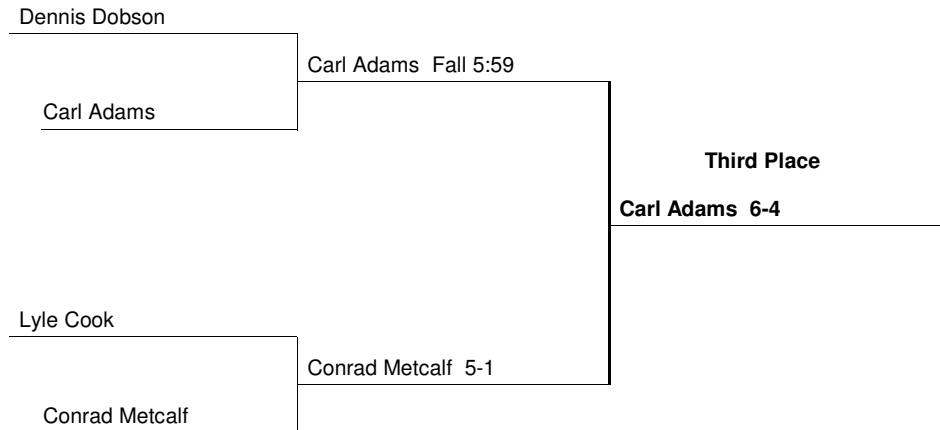 Dennis Dobson
Carl Adams  Fall 5:59
Carl Adams
Third Place
Carl Adams  6-4
Lyle Cook
Conrad Metcalf  5-1
Conrad Metcalf